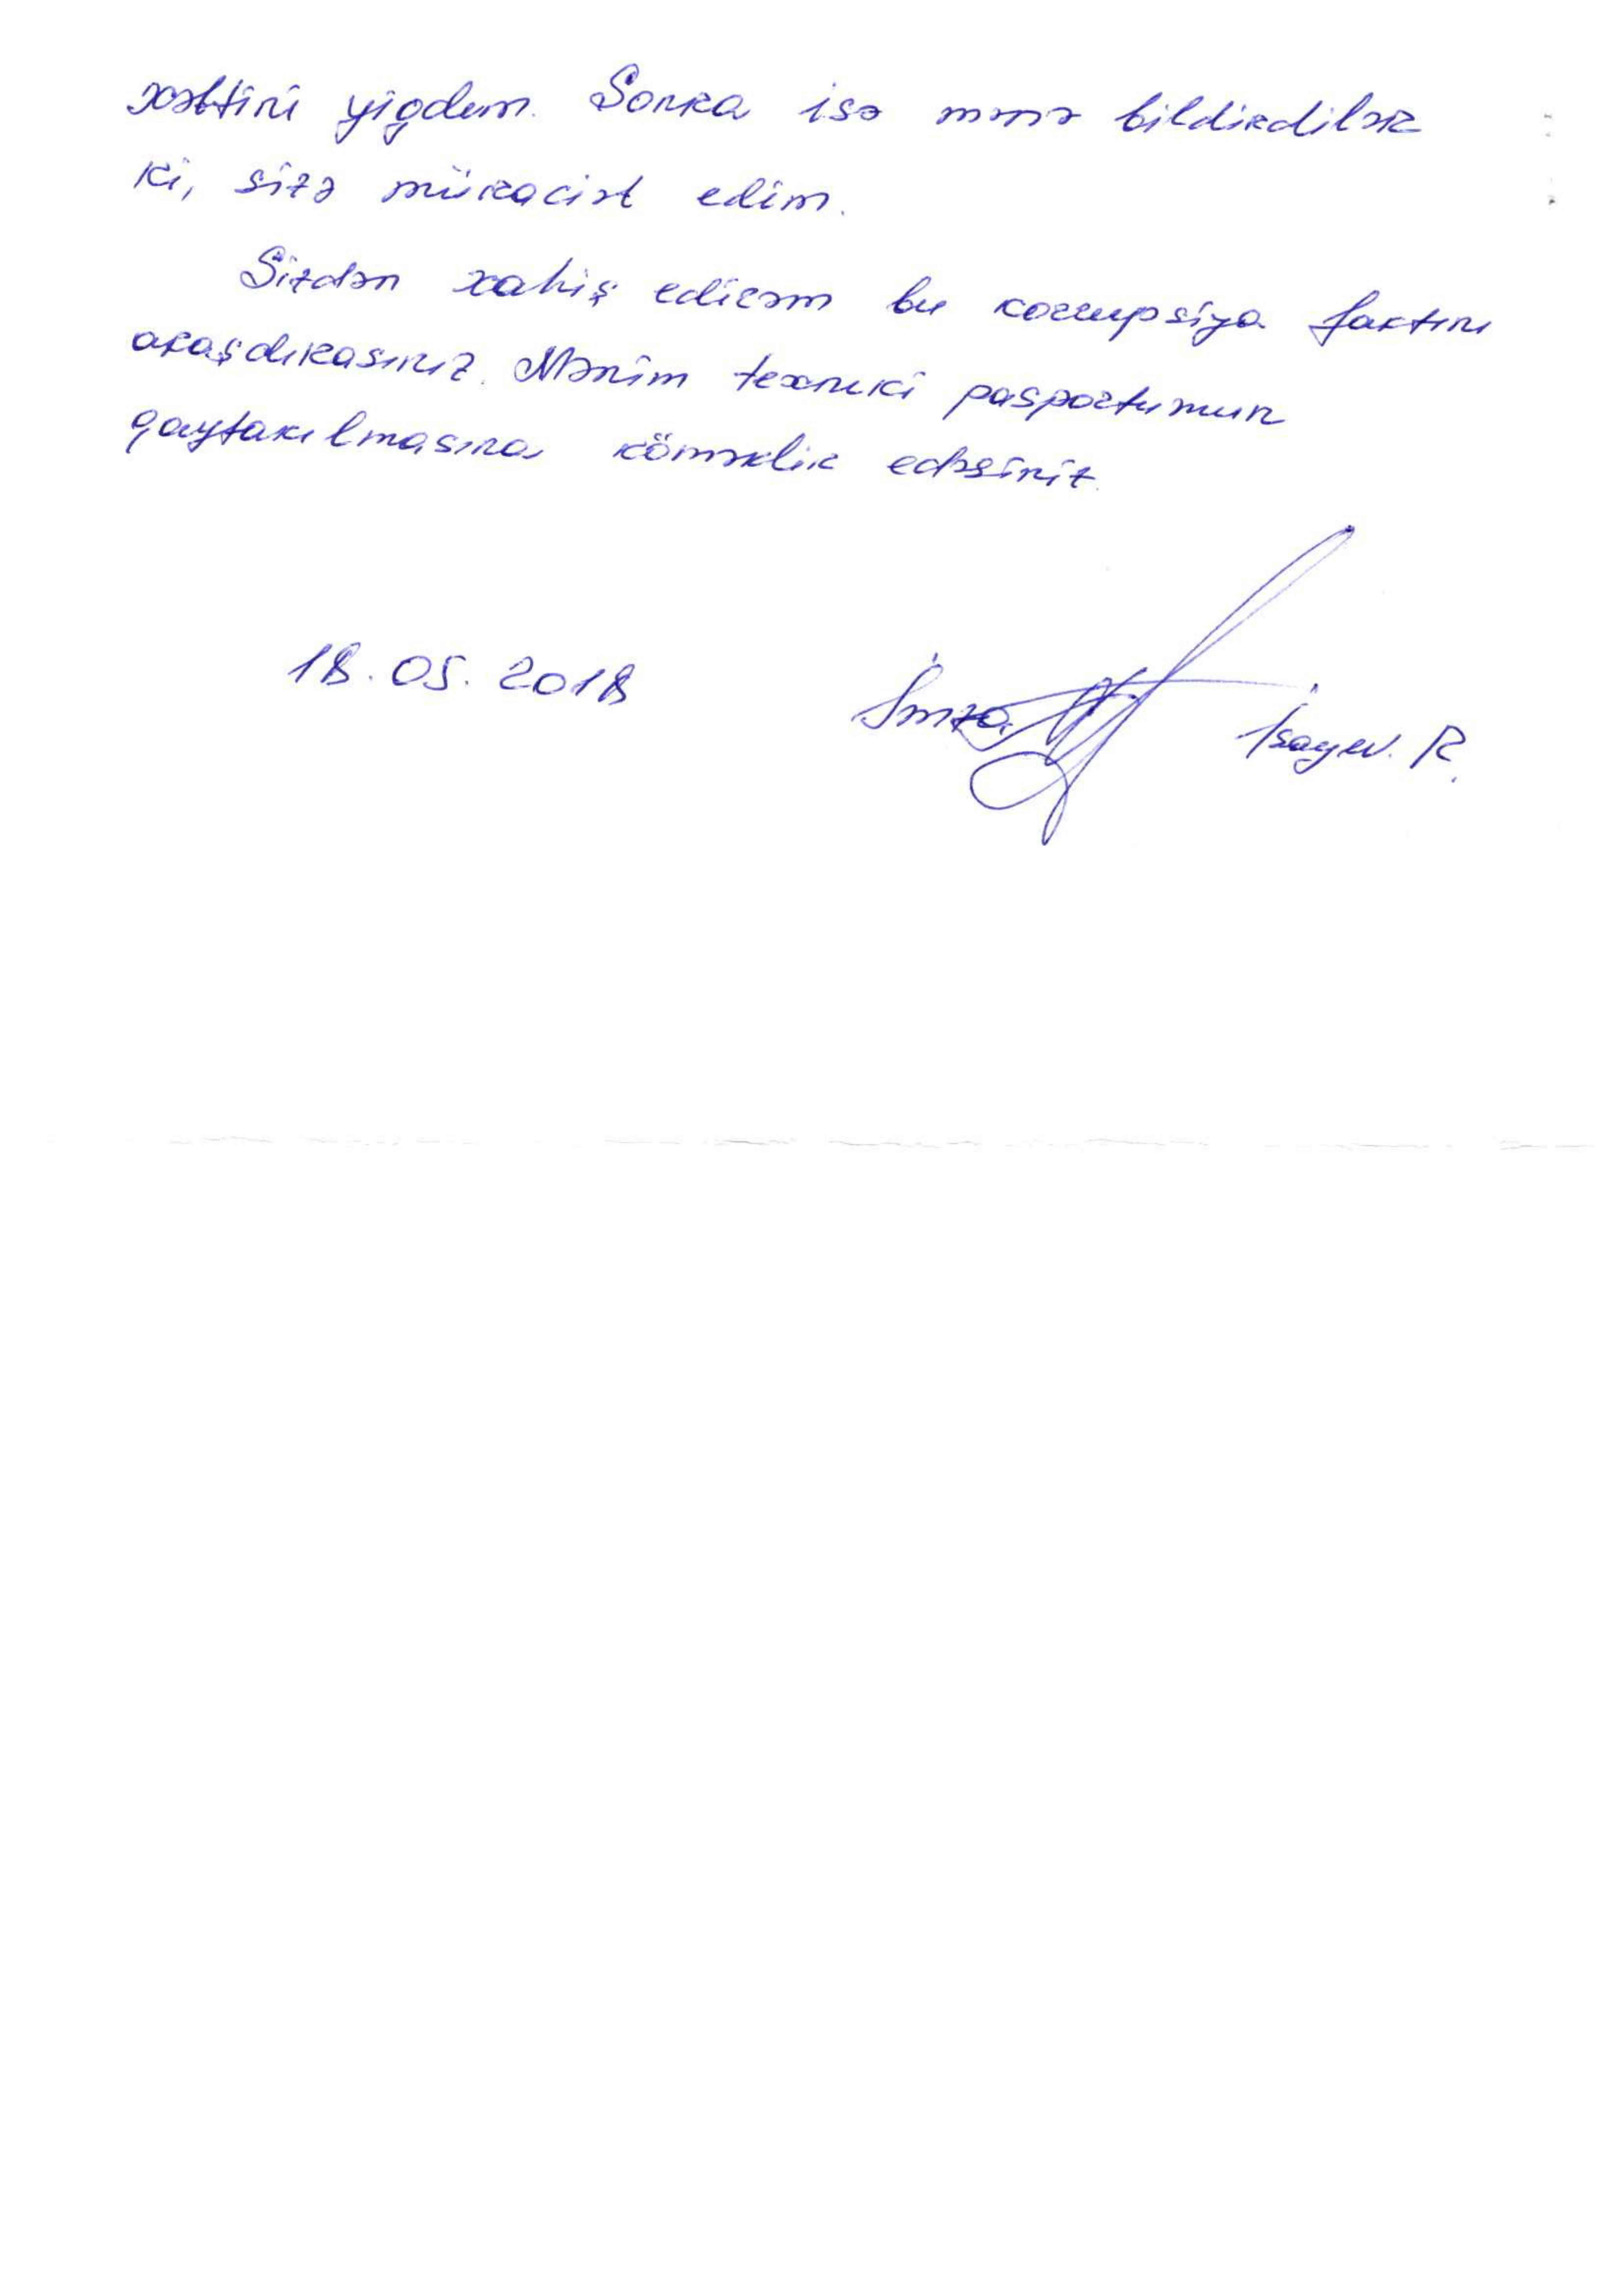 xəttini yigdım. Sonra isə mənə bildirdilər
ki, sizə müraciət edim.
Sizdən xahiş edirəm bu korrupsiya faktını
araşdırasınız. Mənim texniki pasportumun
qaytarılmasına köməklik edəsiniz.
18.05.2018 İmza. İsayev. R.